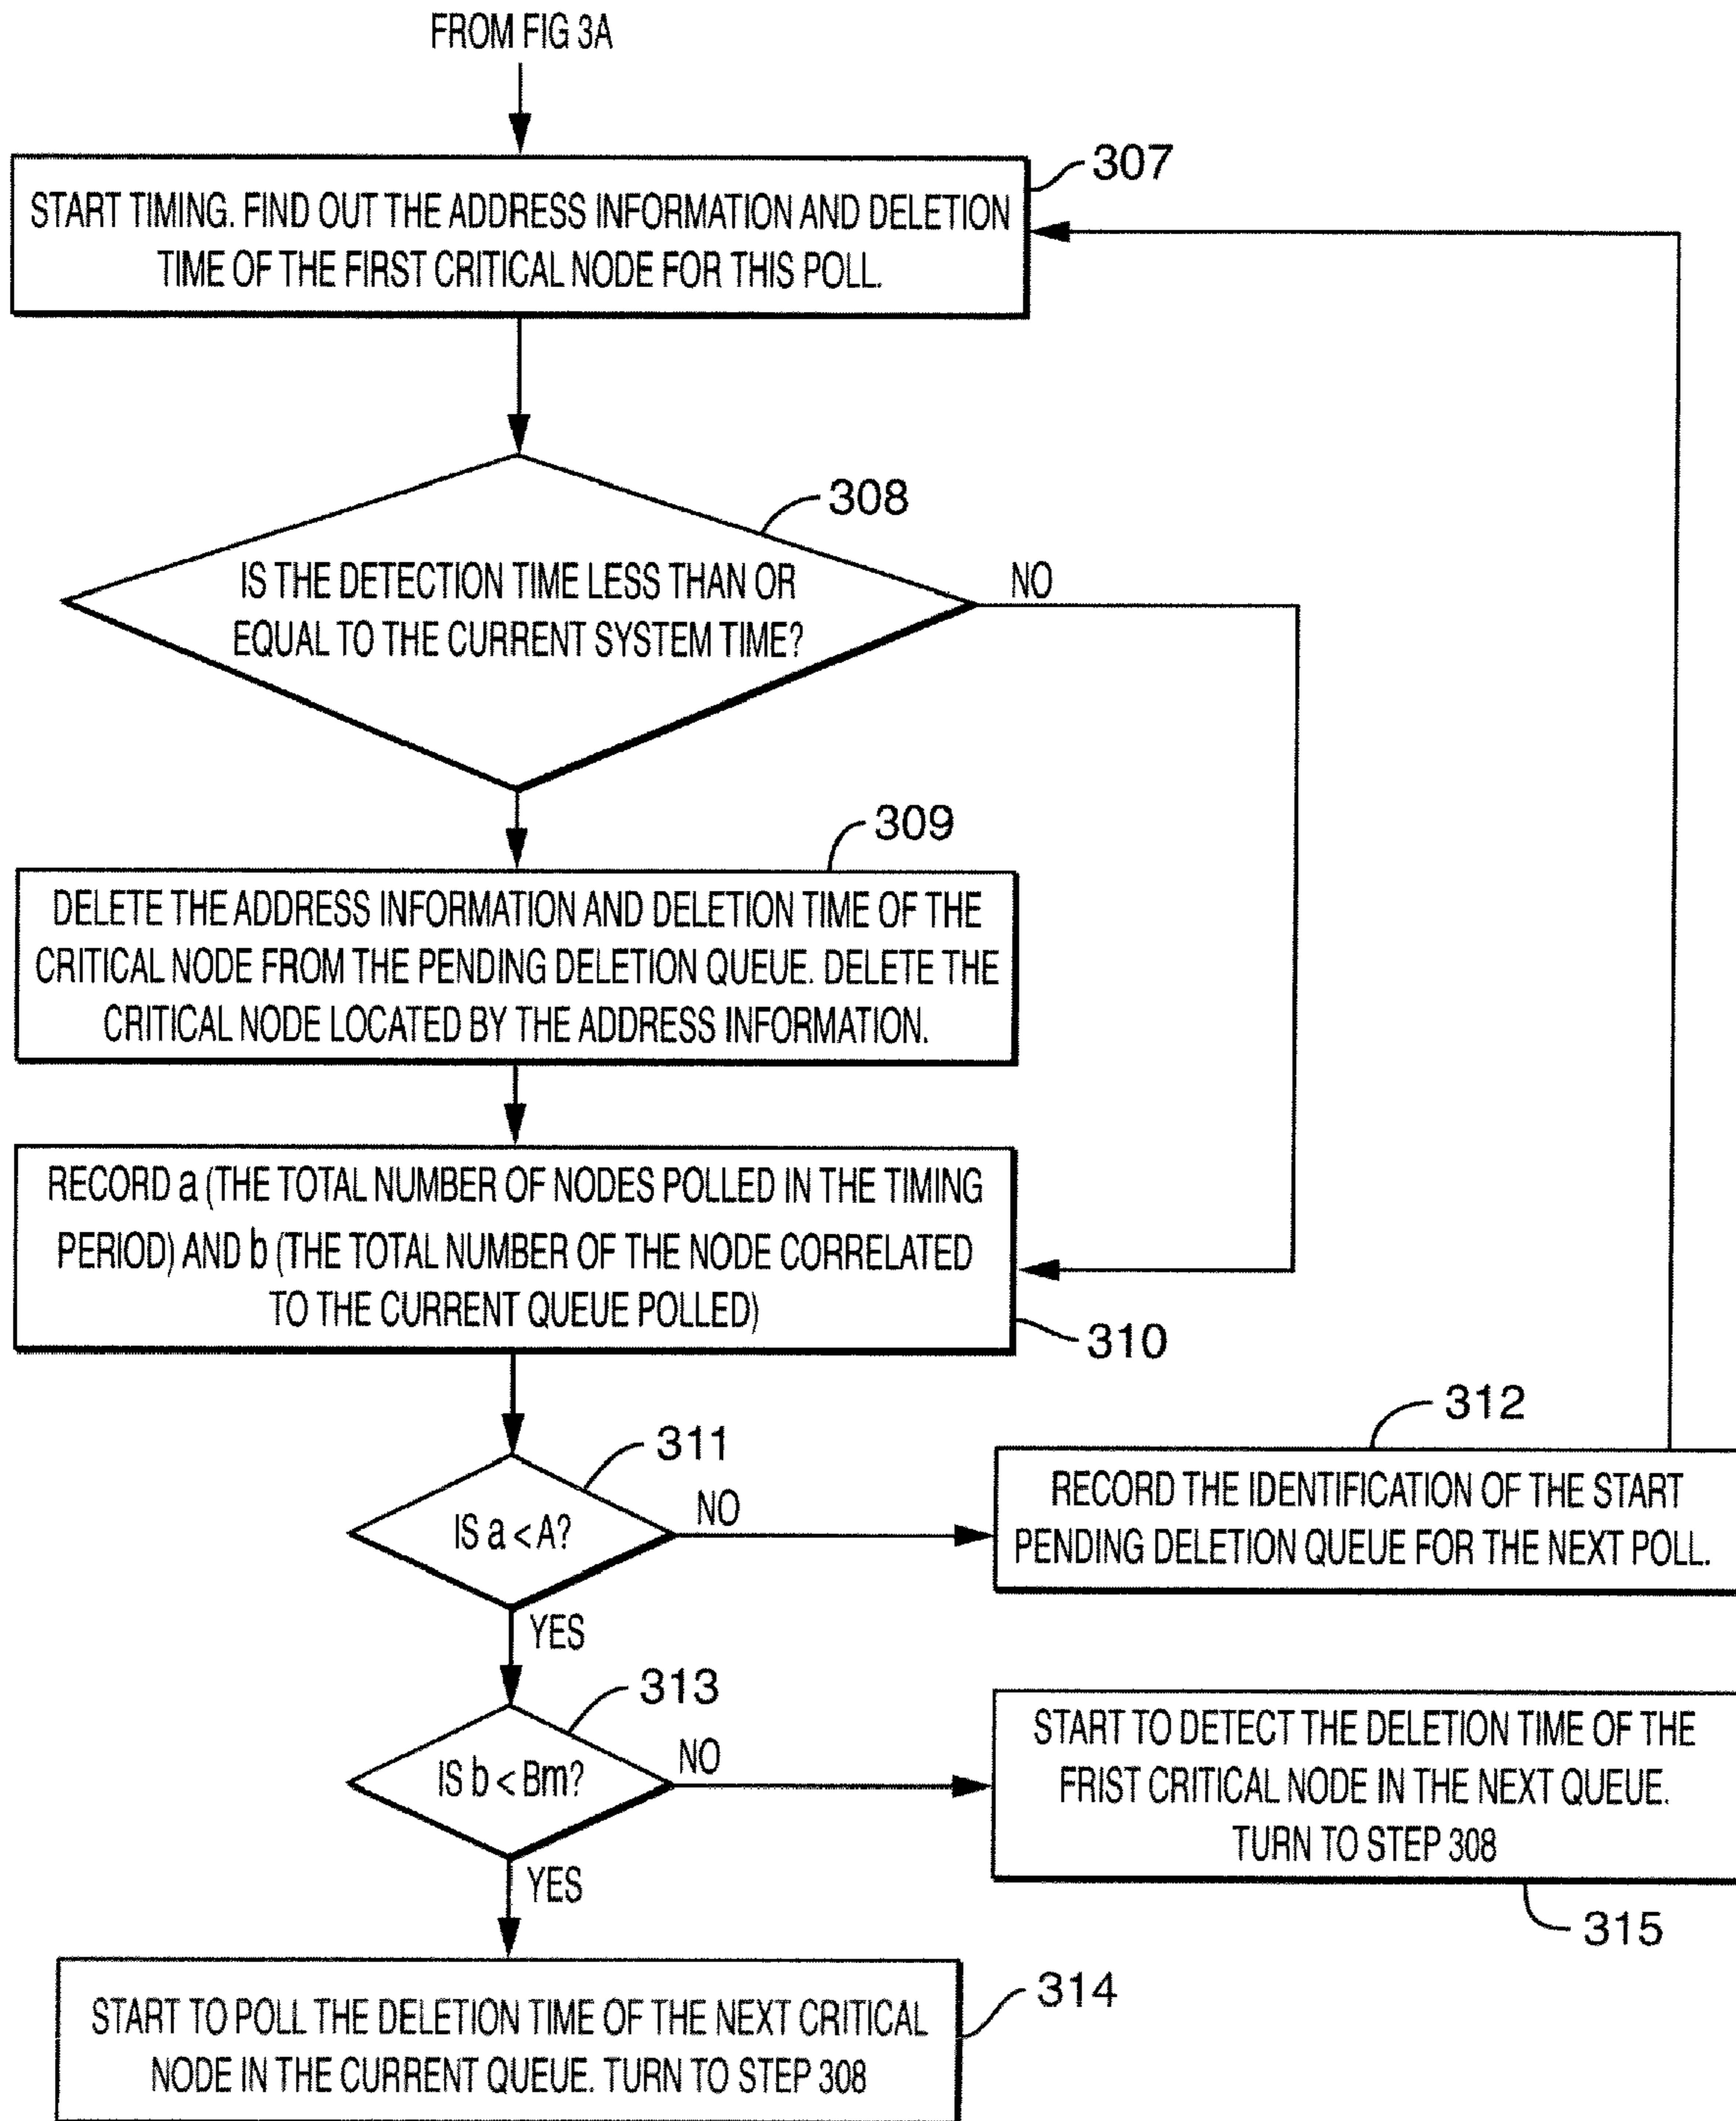 FROM FIG 3A
307
START TIMING. FIND OUT THE ADDRESS INFORMATION AND DELETION
TIME OF THE FIRST CRITICAL NODE FOR THIS POLL.
308
IS THE DETECTION TIME LESS THAN OR
EQUAL TO THE CURRENT SYSTEM TIME?
NO
309
DELETE THE ADDRESS INFORMATION AND DELETION TIME OF THE
CRITICAL NODE FROM THE PENDING DELETION QUEUE. DELETE THE
CRITICAL NODE LOCATED BY THE ADDRESS INFORMATION.
RECORD a (THE TOTAL NUMBER OF NODES POLLED IN THE TIMING
PERIOD) AND b (THE TOTAL NUMBER OF THE NODE CORRELATED
TO THE CURRENT QUEUE POLLED)
310
311
IS a < A?
NO
312
RECORD THE IDENTIFICATION OF THE START
PENDING DELETION QUEUE FOR THE NEXT POLL.
YES
313
IS b < Bm?
NO
START TO DETECT THE DELETION TIME OF THE
FRIST CRITICAL NODE IN THE NEXT QUEUE.
TURN TO STEP 308
315
YES
314
START TO POLL THE DELETION TIME OF THE NEXT CRITICAL
NODE IN THE CURRENT QUEUE. TURN TO STEP 308